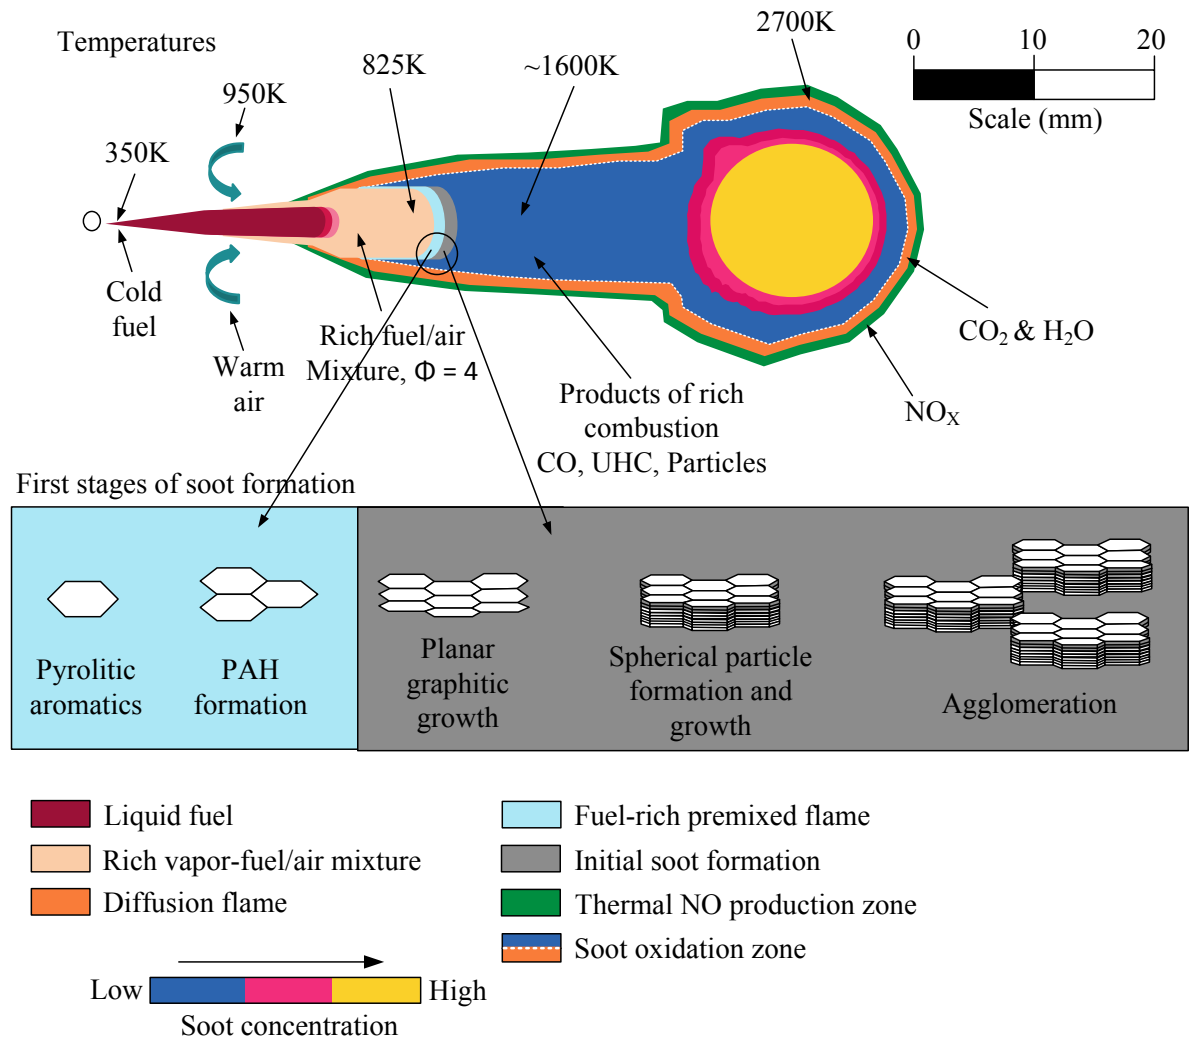 Temperatures
2700K
0 10 20
825K
~1600K
950K
Scale (mm)
350K
Cold
fuel
Warm
air
Rich fuel/air
Mixture, Φ = 4
CO₂ & H₂O
Products of rich
combustion
CO, UHC, Particles
NOₓ
First stages of soot formation
Pyrolitic
aromatics
PAH
formation
Planar
graphitic
growth
Spherical particle
formation and
growth
Agglomeration
Liquid fuel
Rich vapor-fuel/air mixture
Diffusion flame
Fuel-rich premixed flame
Initial soot formation
Thermal NO production zone
Soot oxidation zone
Low High
Soot concentration